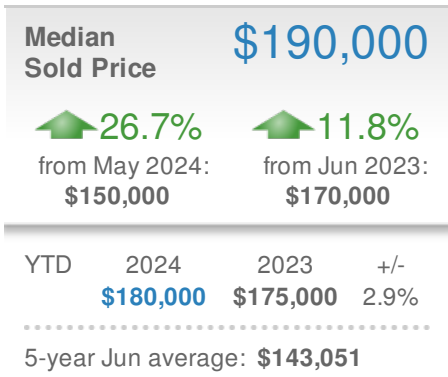 Median
Sold Price
$190,000
26.7%
from May 2024:
$150,000
11.8%
from Jun 2023:
$170,000
YTD 2024 2023 +/-
$180,000 $175,000 2.9%
5-year Jun average: $143,051